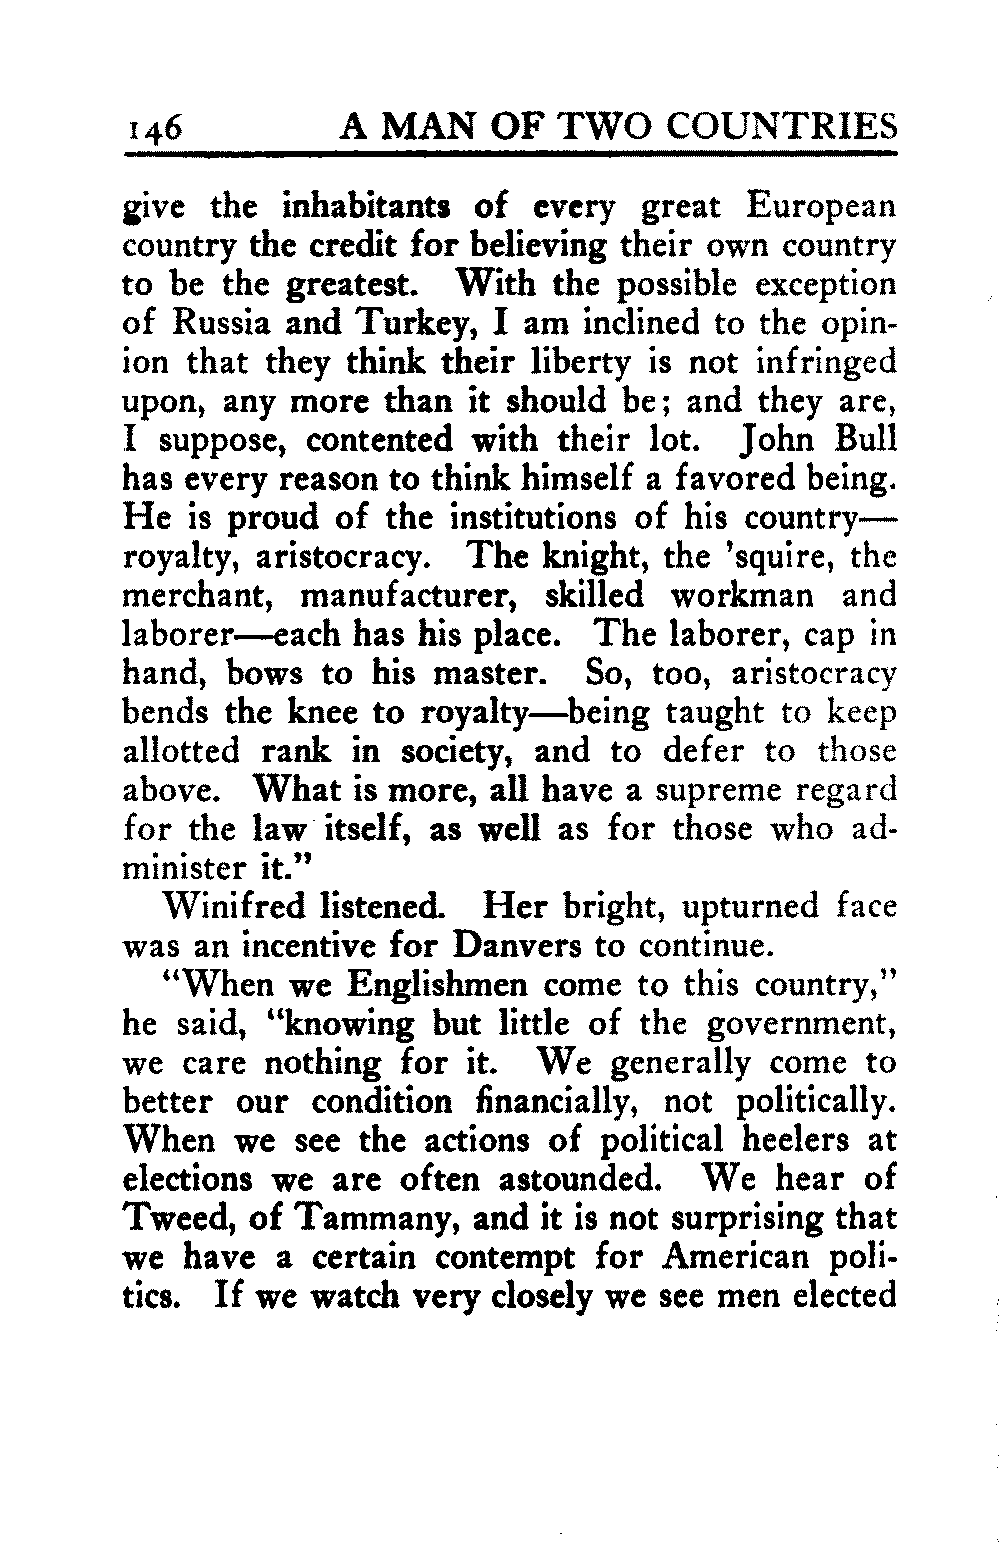 146 A MAN OF TWO COUNTRIES
give the inhabitants of every great European
country the credit for believing their own country
to be the greatest. With the possible exception
of Russia and Turkey, I am inclined to the opin-
ion that they think their liberty is not infringed
upon, any more than it should be; and they are,
I suppose, contented with their lot. John Bull
has every reason to think himself a favored being.
He is proud of the institutions of his country—
royalty, aristocracy. The knight, the 'squire, the
merchant, manufacturer, skilled workman and
laborer—each has his place. The laborer, cap in
hand, bows to his master. So, too, aristocracy
bends the knee to royalty—being taught to keep
allotted rank in society, and to defer to those
above. What is more, all have a supreme regard
for the law itself, as well as for those who ad-
minister it."
Winifred listened. Her bright, upturned face
was an incentive for Danvers to continue.
"When we Englishmen come to this country,"
he said, "knowing but little of the government,
we care nothing for it. We generally come to
better our condition financially, not politically.
When we see the actions of political heelers at
elections we are often astounded. We hear of
Tweed, of Tammany, and it is not surprising that
we have a certain contempt for American poli-
tics. If we watch very closely we see men elected